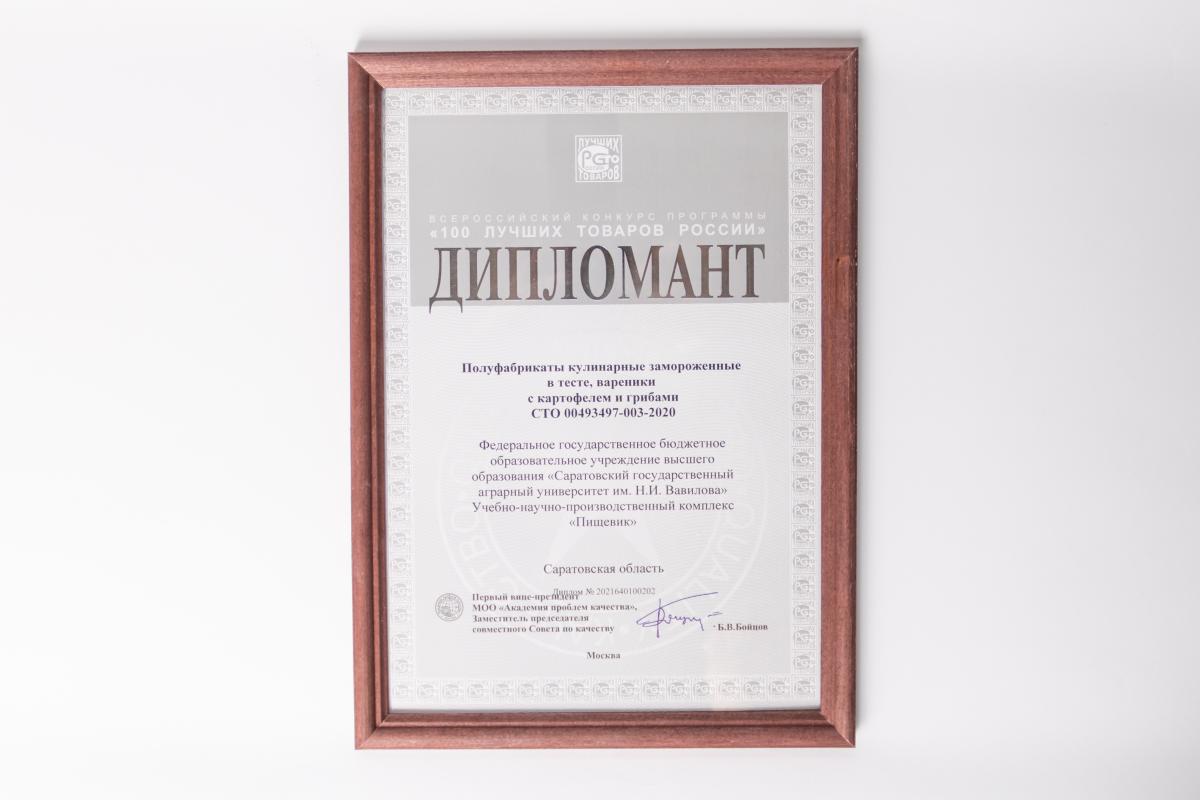 ЛУЧШИХ
ТОВАРОВ
ВСЕРОССИЙСКИЙ КОНКУРС ПРОГРАММЫ
«100 ЛУЧШИХ ТОВАРОВ РОССИИ»
ДИПЛОМАНТ
Полуфабрикаты кулинарные замороженные
в тесте, вареники
с картофелем и грибами
СТО 00493497-003-2020
Федеральное государственное бюджетное
образовательное учреждение высшего
образования «Саратовский государственный
аграрный университет им. Н.И. Вавилова»
Учебно-научно-производственный комплекс
«Пищевик»
Саратовская область
Диплом № 2021640100202
Первый вице-президент
МОО «Академия проблем качества»,
Заместитель председателя
совместного Совета по качеству
Б.В.Бойцов
Москва